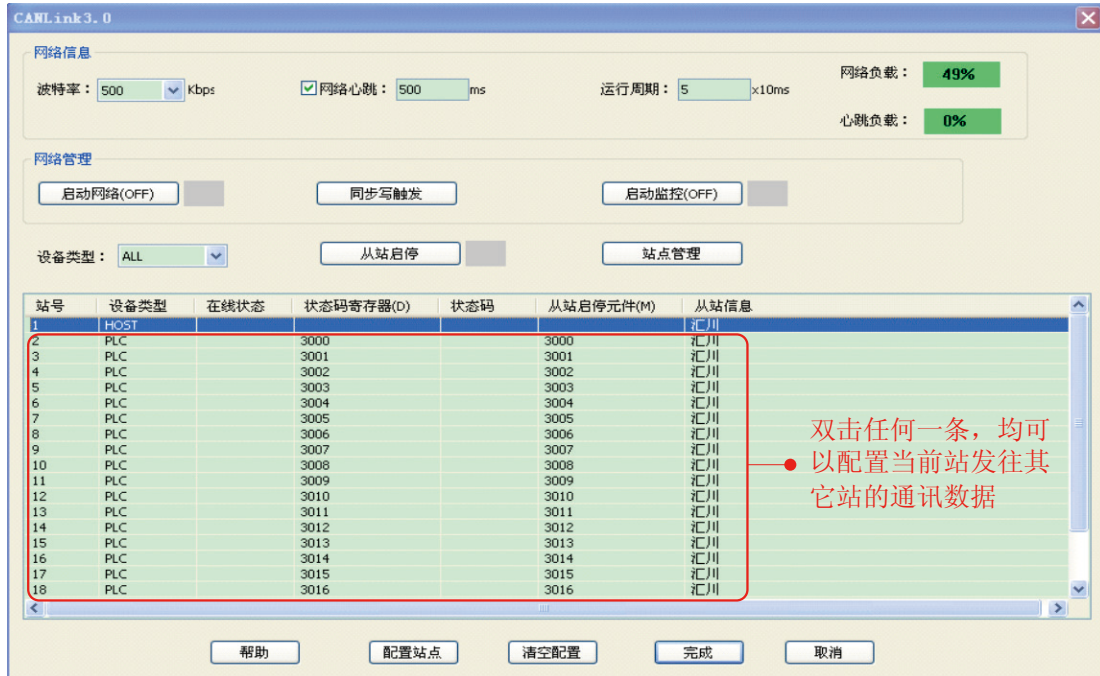 CANLink3.0
网络信息
波特率： 500 Kbps 网络心跳： 500 ms 运行周期： 5 x10ms 网络负载： 49%
心跳负载： 0%
网络管理
启动网络(OFF) 同步写触发 启动监控(OFF)
设备类型： ALL 从站启停 站点管理
站号 设备类型 在线状态 状态码寄存器(D) 状态码 从站启停元件(M) 从站信息
1 HOST 汇川
2 PLC 3000 3000 汇川
3 PLC 3001 3001 汇川
4 PLC 3002 3002 汇川
5 PLC 3003 3003 汇川
6 PLC 3004 3004 汇川
7 PLC 3005 3005 汇川
8 PLC 3006 3006 汇川
9 PLC 3007 3007 汇川
10 PLC 3008 3008 汇川
11 PLC 3009 3009 汇川
12 PLC 3010 3010 汇川
13 PLC 3011 3011 汇川
14 PLC 3012 3012 汇川
15 PLC 3013 3013 汇川
16 PLC 3014 3014 汇川
17 PLC 3015 3015 汇川
18 PLC 3016 3016 汇川
双击任何一条，均可
以配置当前站发往其
它站的通讯数据
帮助 配置站点 清空配置 完成 取消